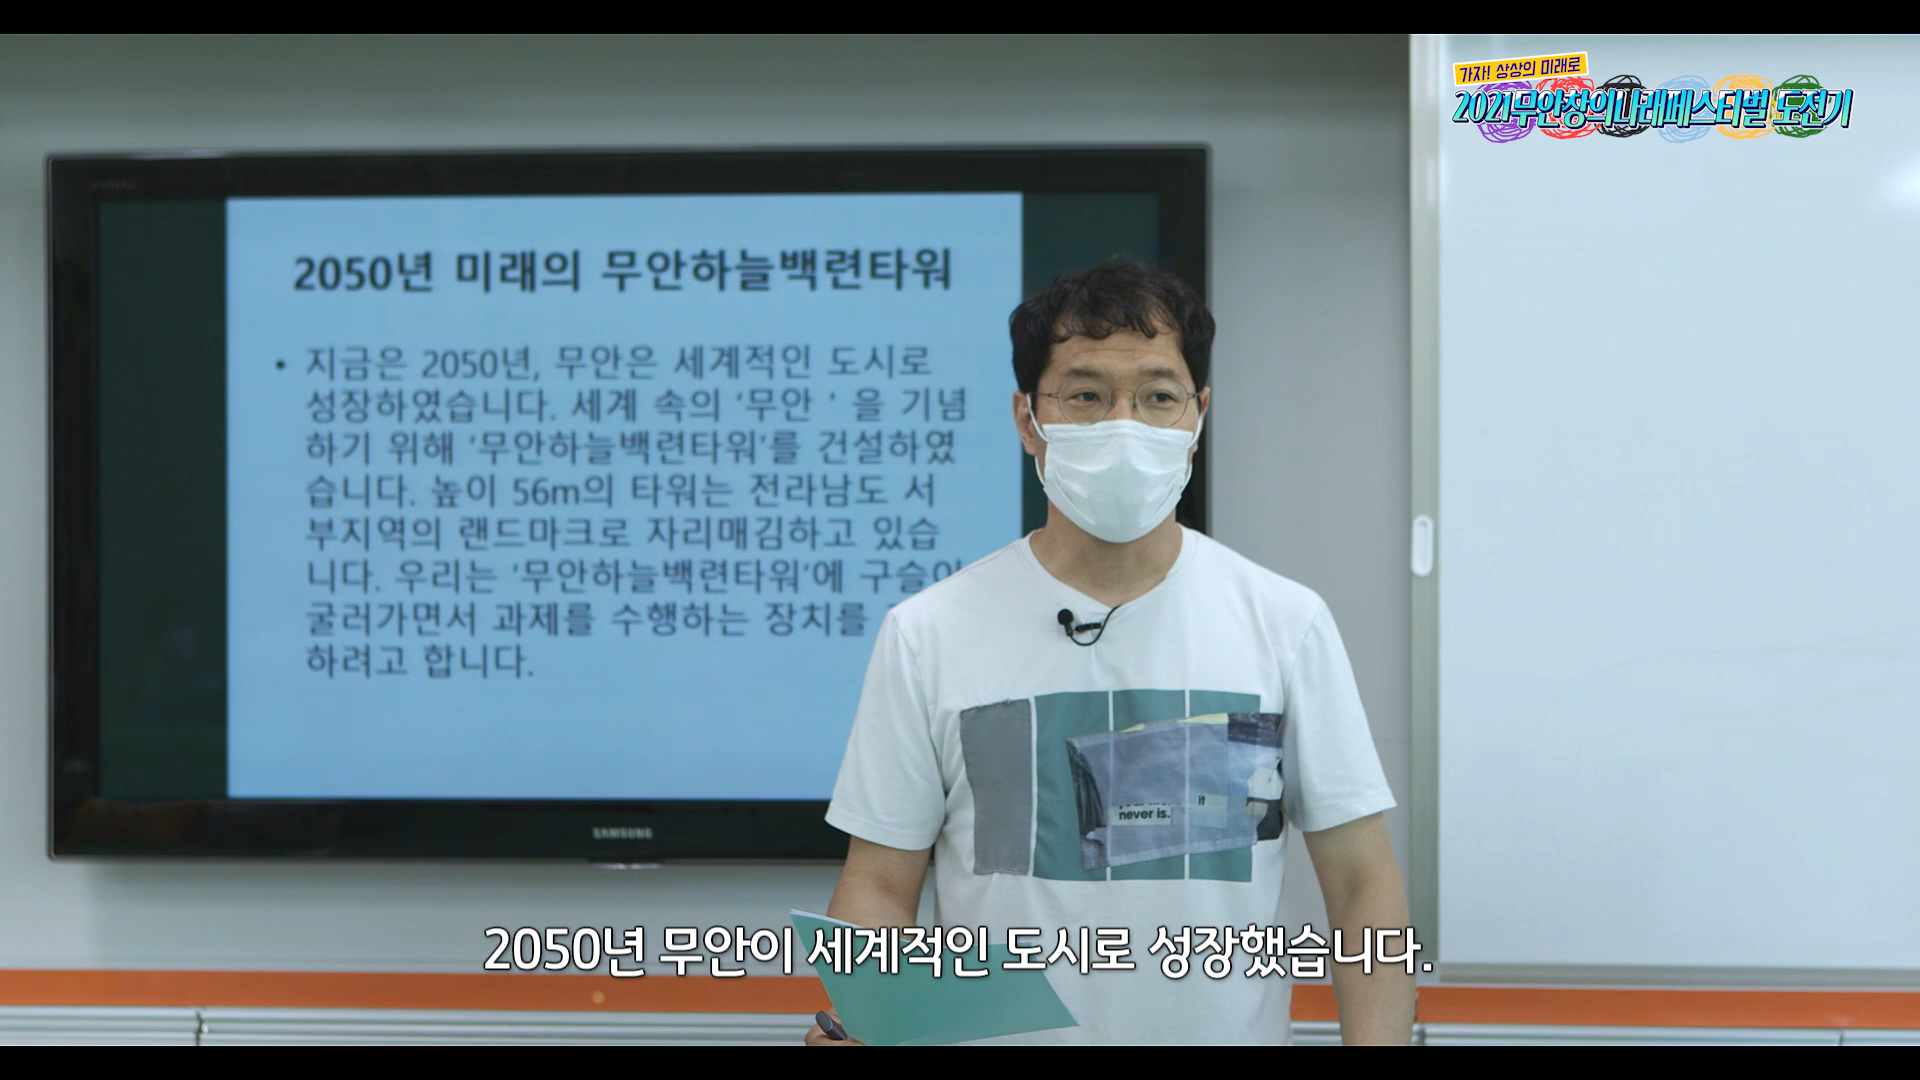 가자! 상상의 미래로
2021무안창의나래페스티벌 도전기
2050년 미래의 무안하늘백련타워
• 지금은 2050년, 무안은 세계적인 도시로
성장하였습니다. 세계 속의 ‘무안 ’ 을 기념
하기 위해 ‘무안하늘백련타워’를 건설하였
습니다. 높이 56m의 타워는 전라남도 서
부지역의 랜드마크로 자리매김하고 있습
니다. 우리는 ‘무안하늘백련타워’에 구슬이
굴러가면서 과제를 수행하는 장치를
하려고 합니다.
SAMSUNG
it
never is.
2050년 무안이 세계적인 도시로 성장했습니다.